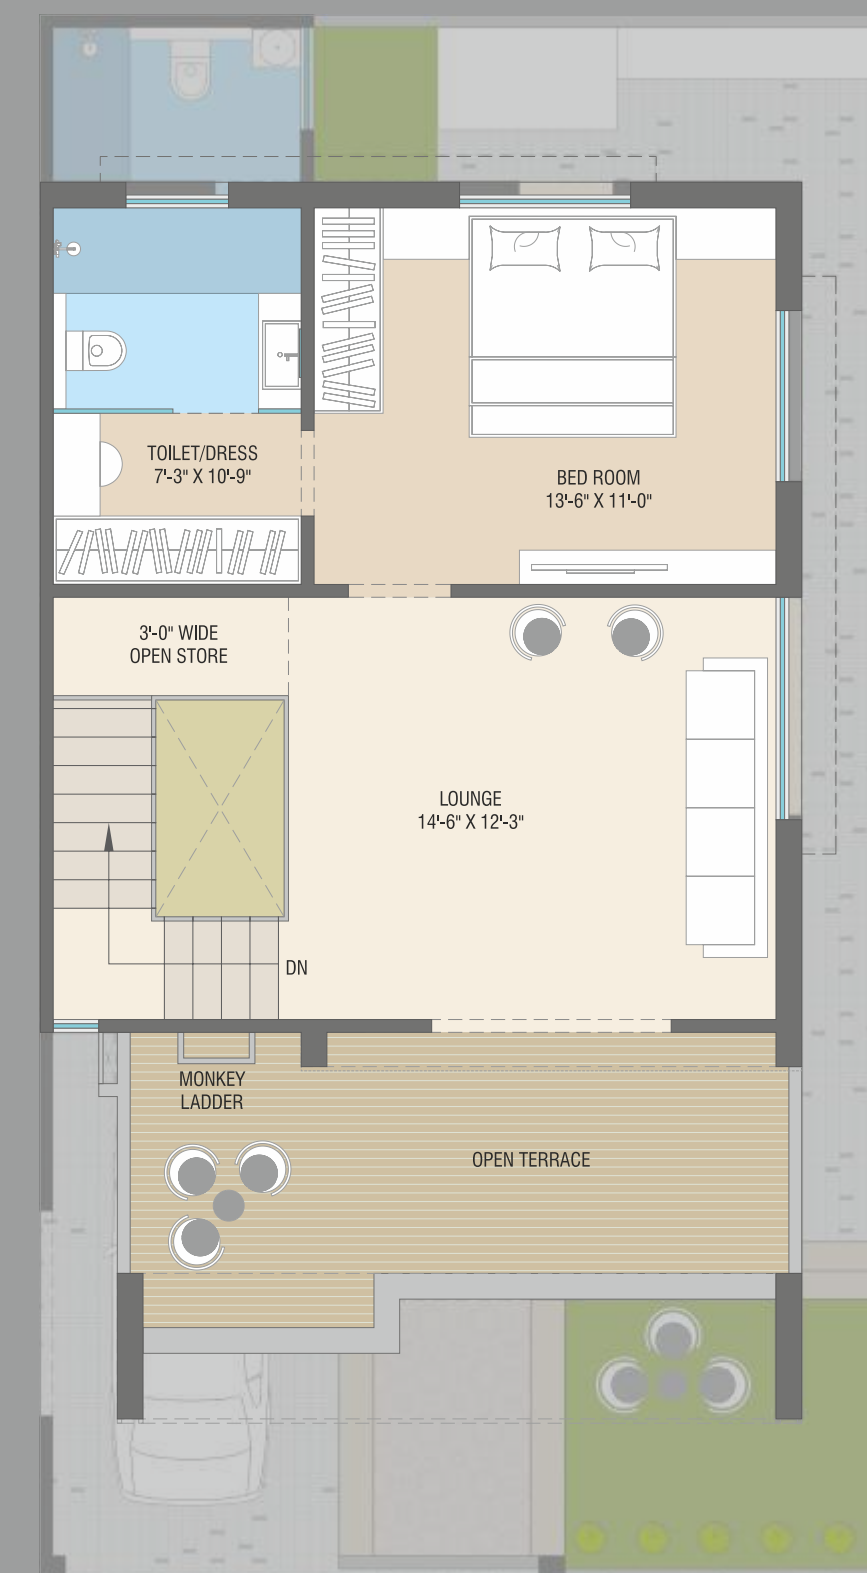 TOILET/DRESS
7'-3" X 10'-9"
BED ROOM
13'-6" X 11'-0"
3'-0" WIDE
OPEN STORE
LOUNGE
14'-6" X 12'-3"
DN
MONKEY
LADDER
OPEN TERRACE